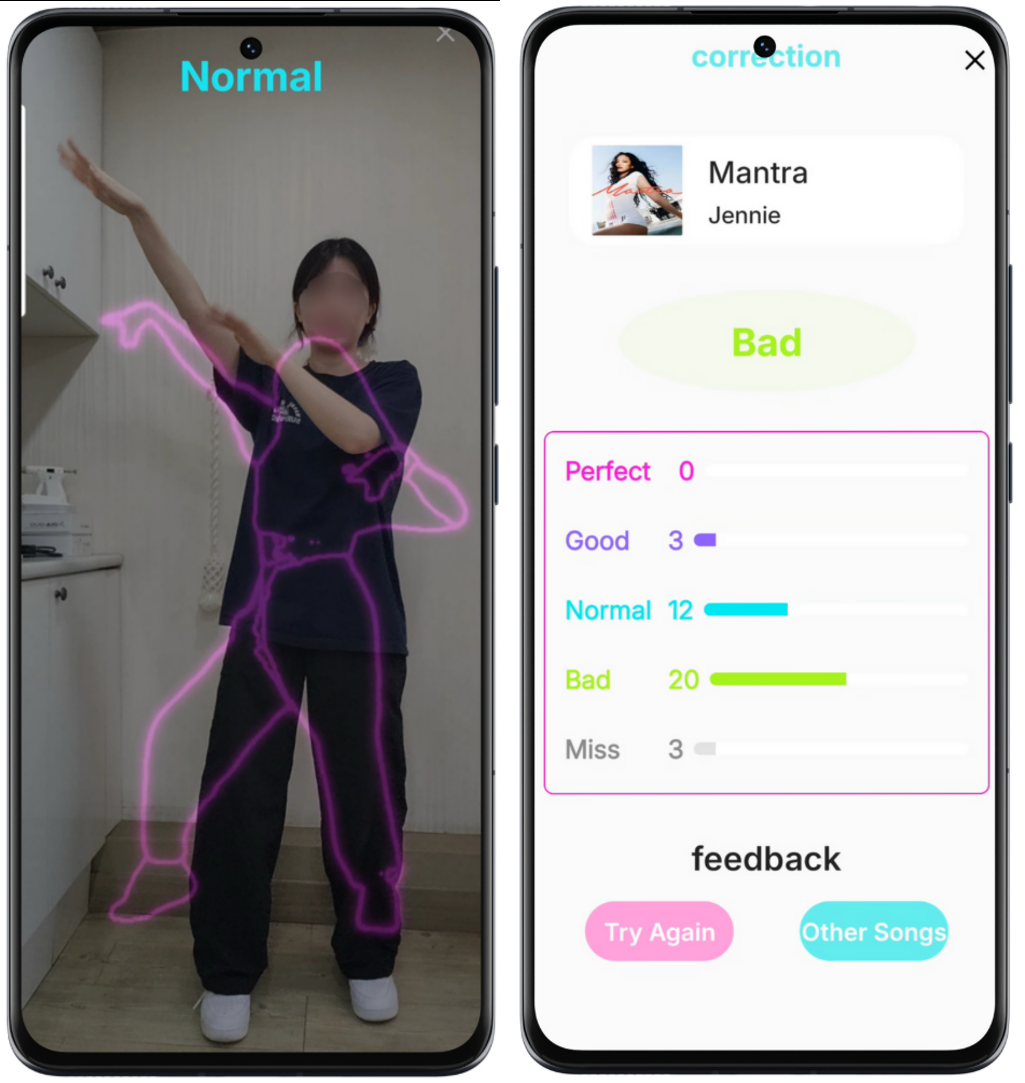 Normal
correction
Mantra
Jennie
Bad
Perfect 0
Good 3
Normal 12
Bad 20
Miss 3
feedback
Try Again
Other Songs